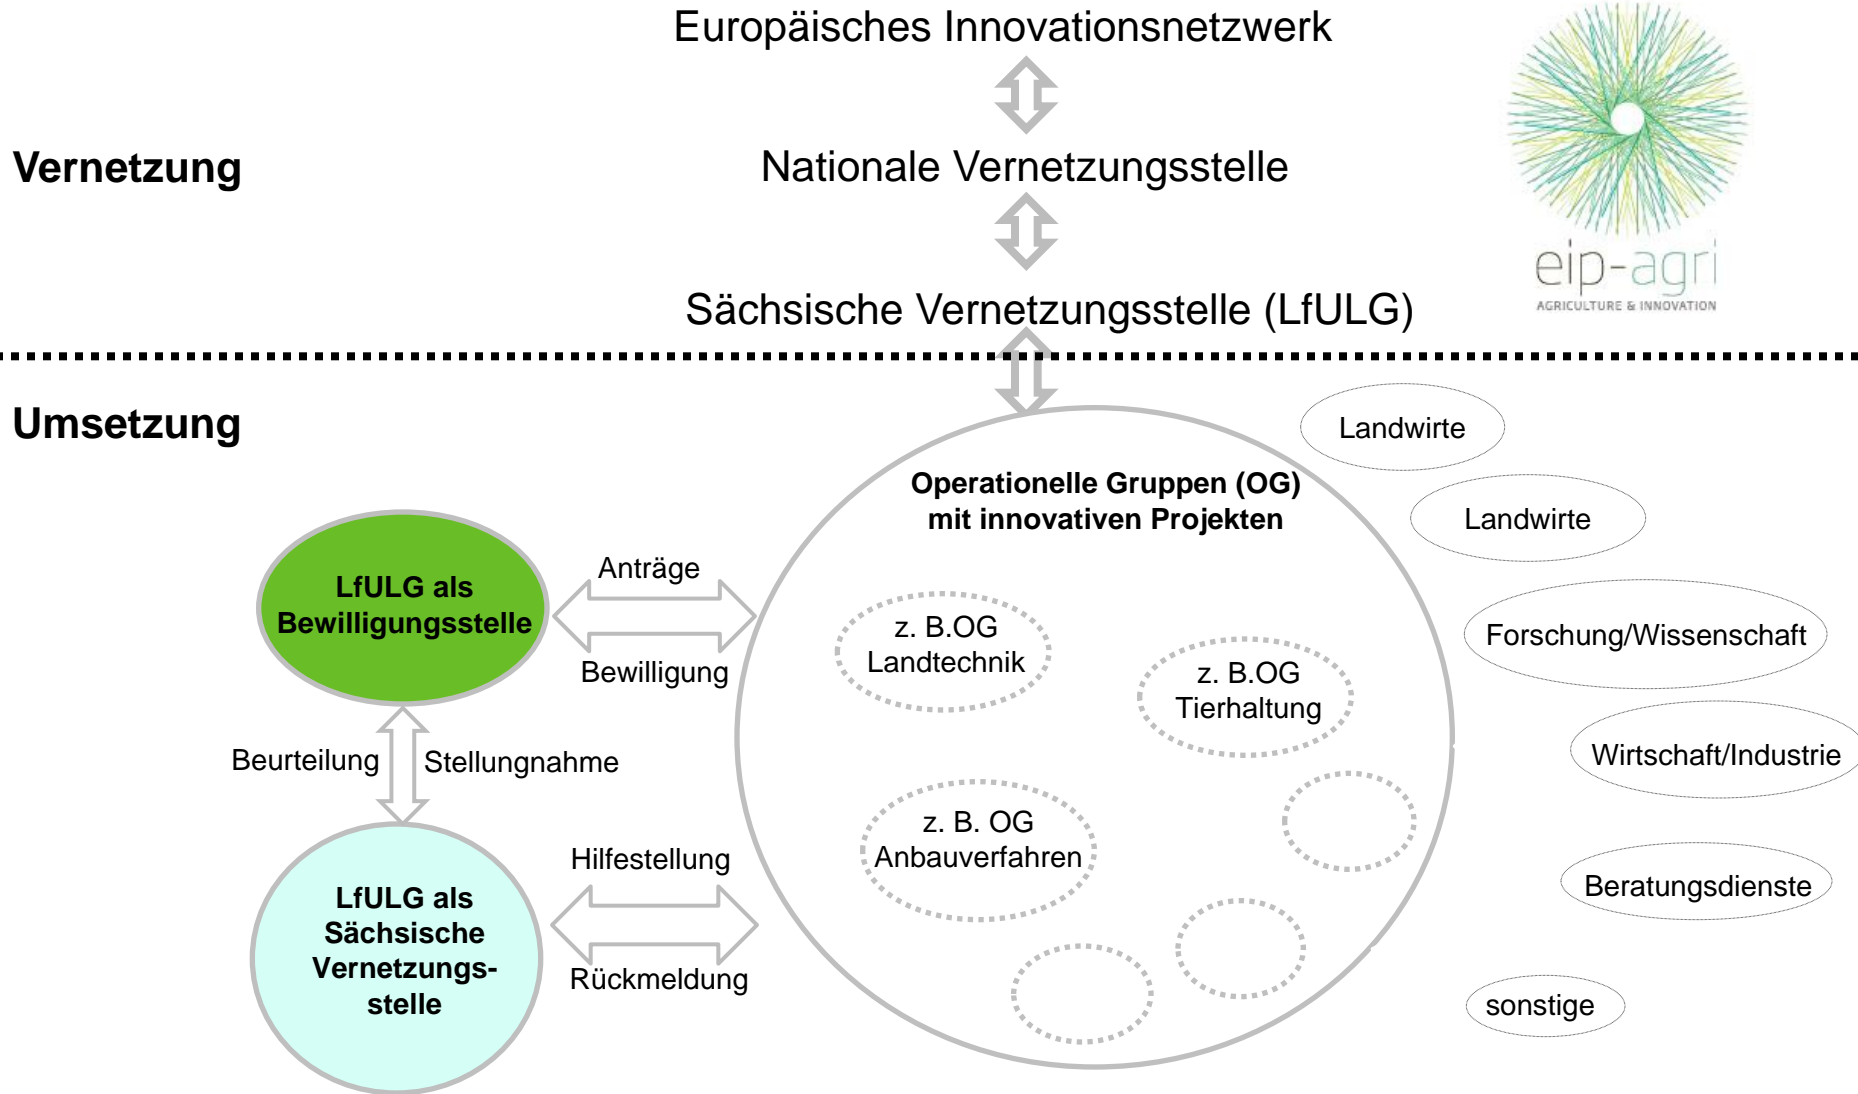 Europäisches Innovationsnetzwerk
Vernetzung
Nationale Vernetzungsstelle
eip-agri
AGRICULTURE & INNOVATION
Sächsische Vernetzungsstelle (LfULG)
Umsetzung
Landwirte
Operationelle Gruppen (OG)
mit innovativen Projekten
Landwirte
LfULG als
Bewilligungsstelle
Anträge
Bewilligung
z. B.OG
Landtechnik
z. B.OG
Tierhaltung
Forschung/Wissenschaft
Wirtschaft/Industrie
Beurteilung
Stellungnahme
z. B. OG
Anbauverfahren
Hilfestellung
Rückmeldung
LfULG als
Sächsische
Vernetzungs-
stelle
Beratungsdienste
sonstige